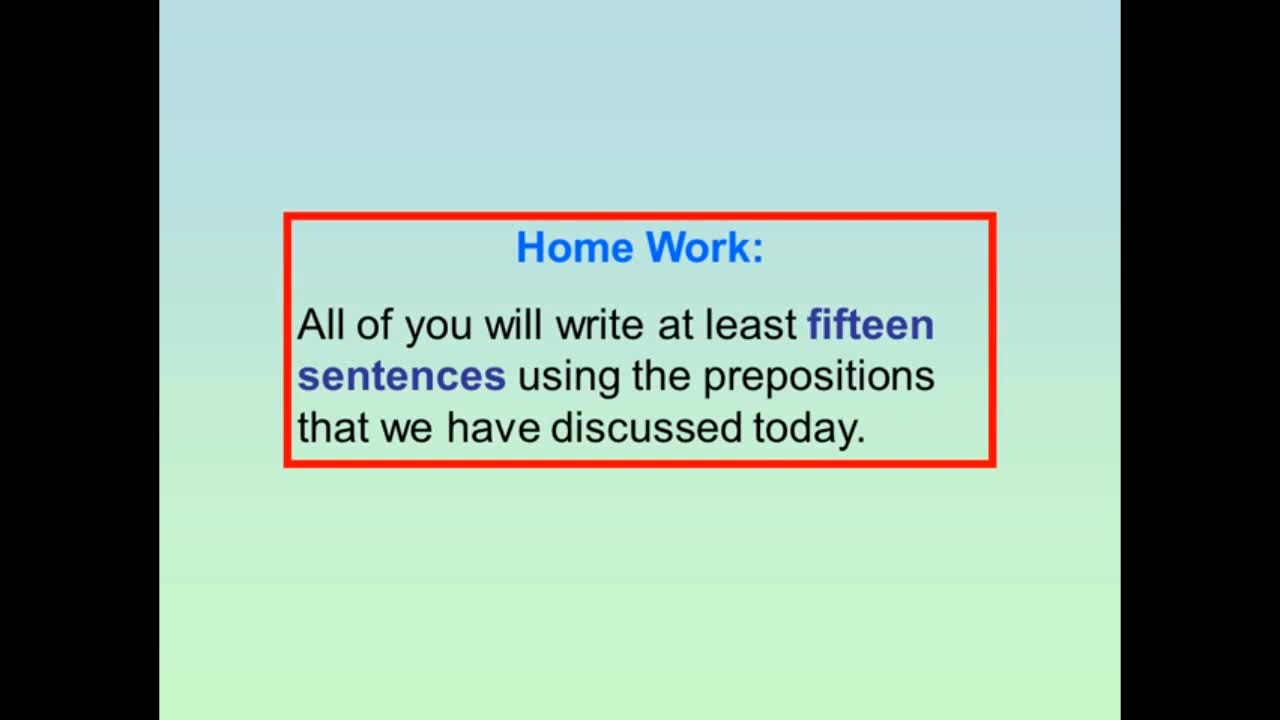 Home Work:
All of you will write at least fifteen
sentences using the prepositions
that we have discussed today.